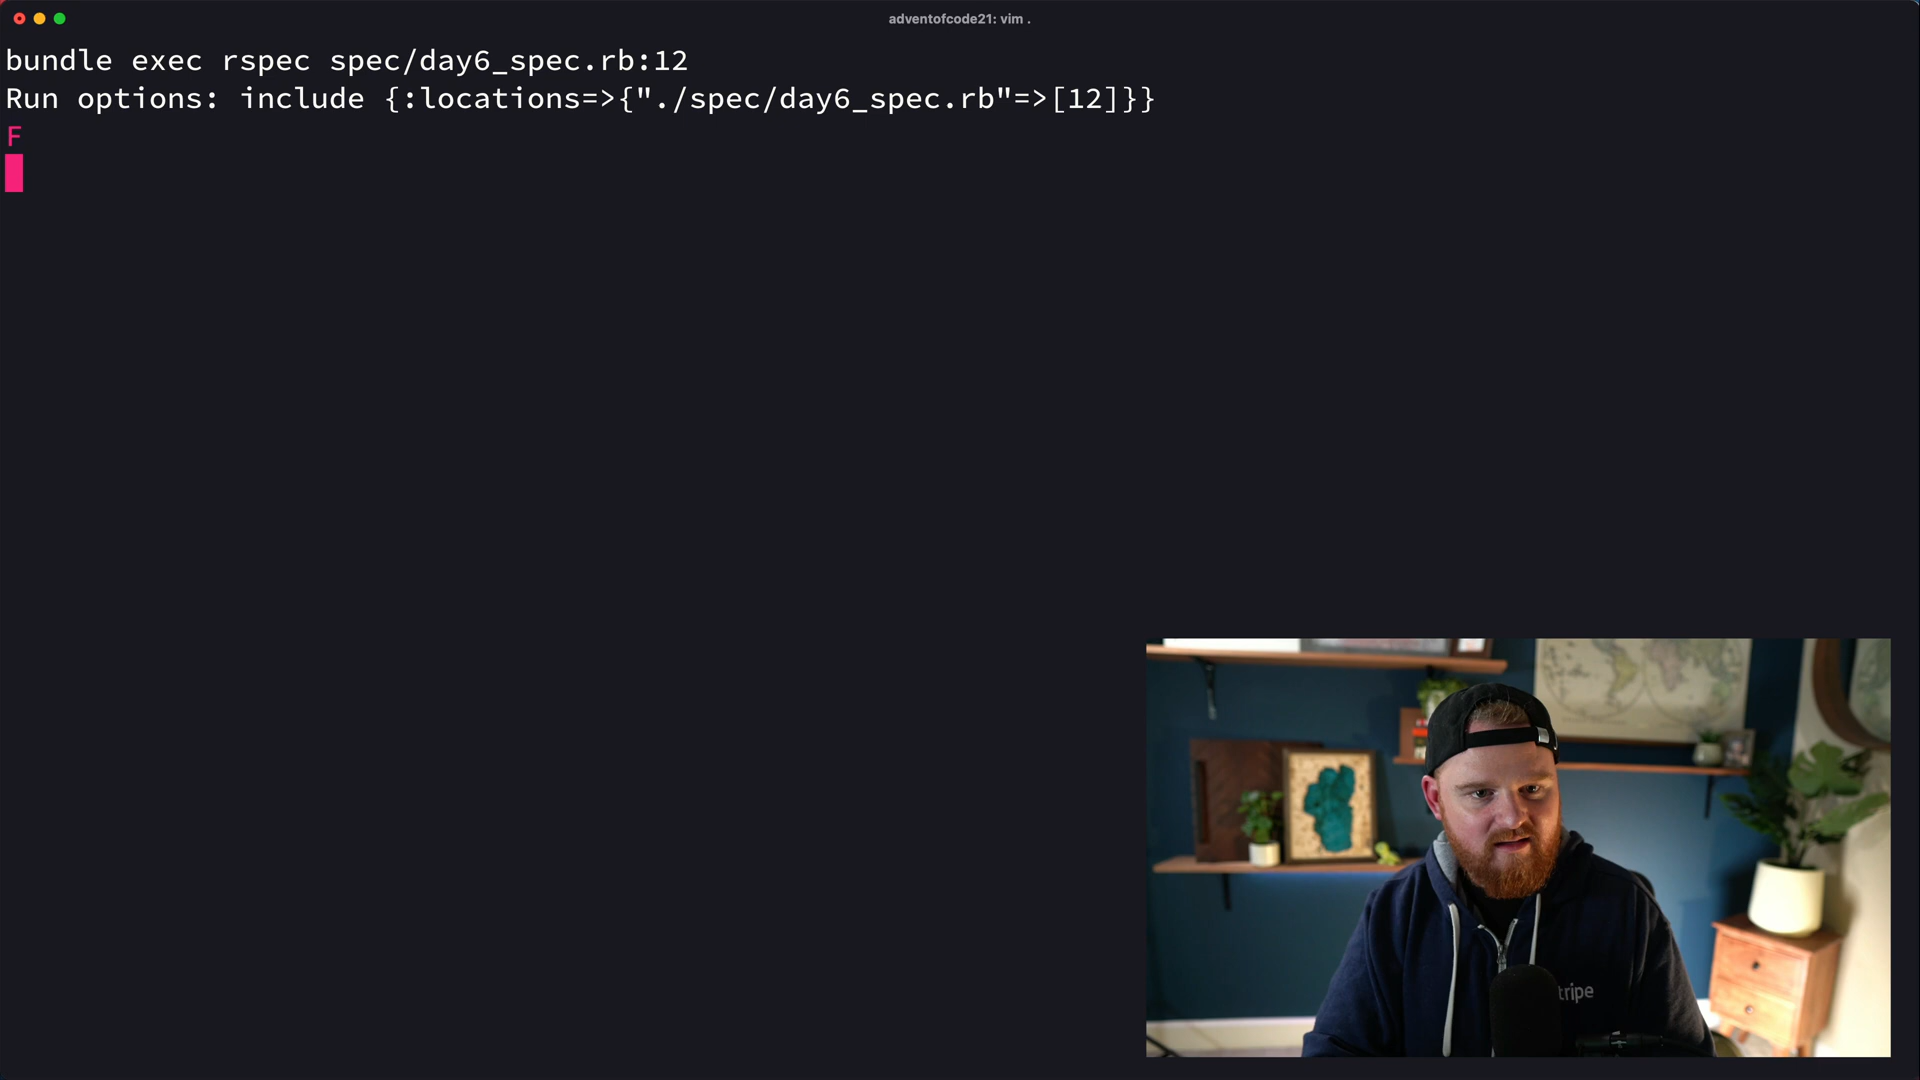 adventofcode21: vim .
bundle exec rspec spec/day6_spec.rb:12
Run options: include {:locations=>{"./spec/day6_spec.rb"=>[12]}}
F
tripe